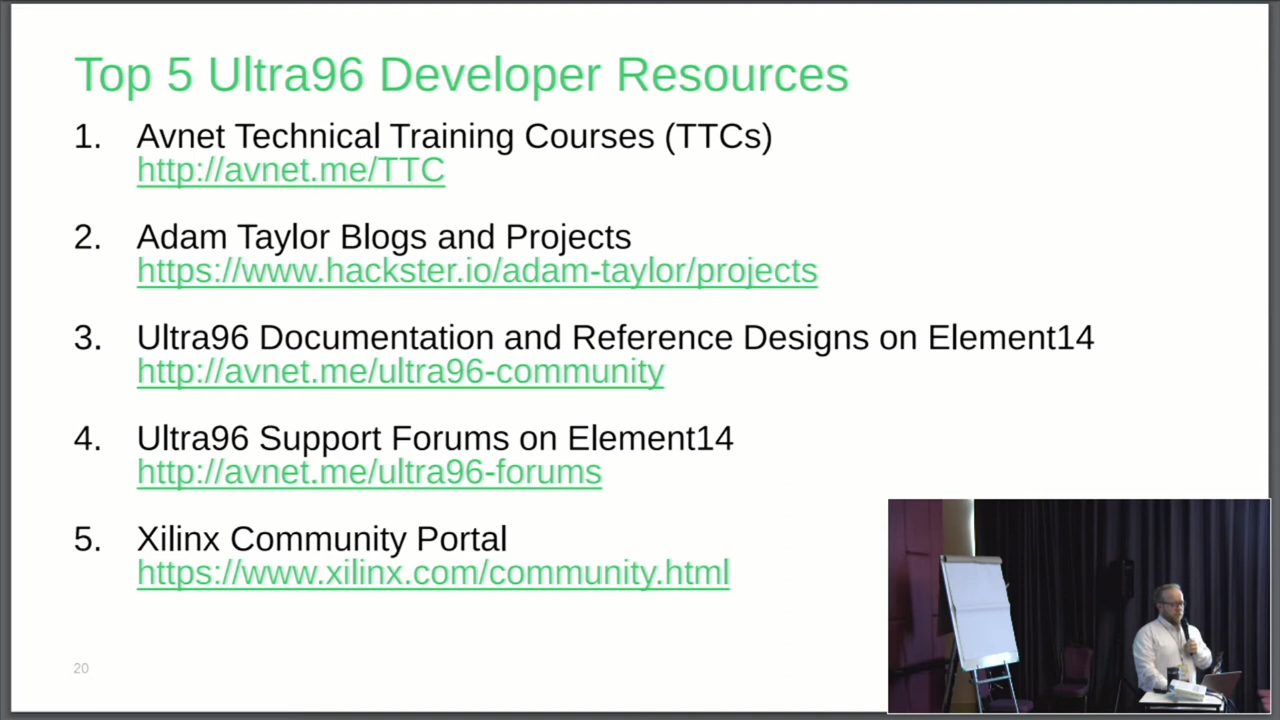 Top 5 Ultra96 Developer Resources
1. Avnet Technical Training Courses (TTCs)
http://avnet.me/TTC
2. Adam Taylor Blogs and Projects
https://www.hackster.io/adam-taylor/projects
3. Ultra96 Documentation and Reference Designs on Element14
http://avnet.me/ultra96-community
4. Ultra96 Support Forums on Element14
http://avnet.me/ultra96-forums
5. Xilinx Community Portal
https://www.xilinx.com/community.html
20